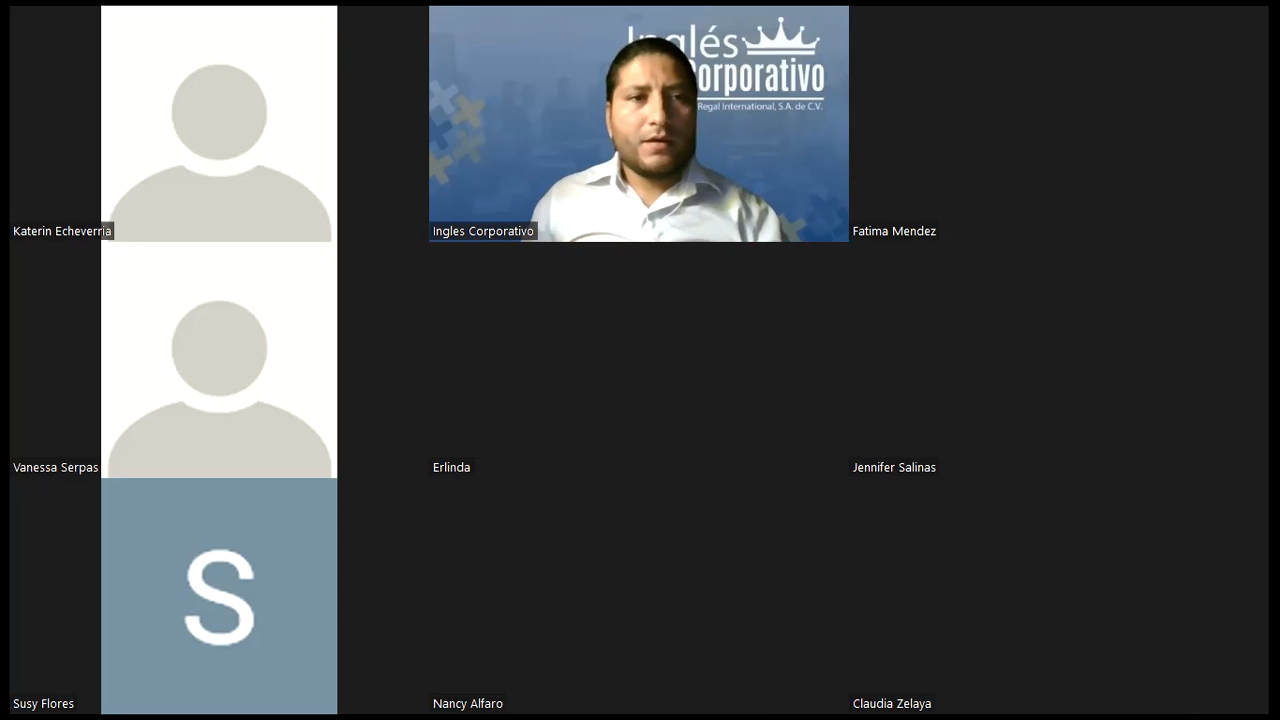 Inglés
Corporativo
Regal International, S.A. de C.V.
Katerin Echeverria
Ingles Corporativo
Fatima Mendez
Vanessa Serpas
Erlinda
Jennifer Salinas
S
Susy Flores
Nancy Alfaro
Claudia Zelaya